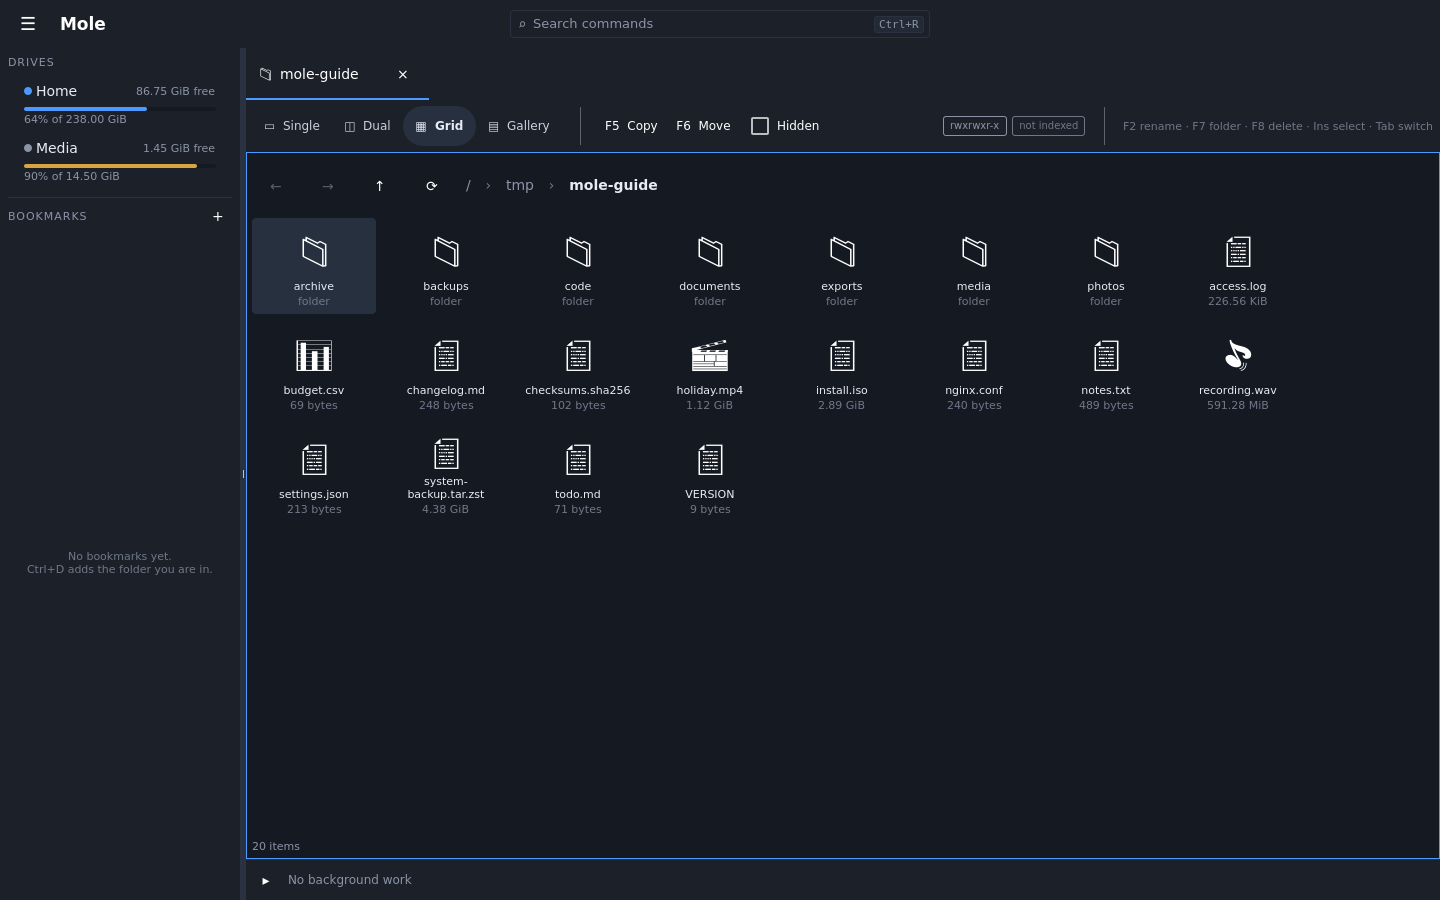 Mole
Search commands
Ctrl+R
DRIVES
Home 86.75 GiB free
64% of 238.00 GiB
Media 1.45 GiB free
90% of 14.50 GiB
BOOKMARKS +
No bookmarks yet.
Ctrl+D adds the folder you are in.
mole-guide
Single Dual Grid Gallery F5 Copy F6 Move Hidden rwxrwxr-x not indexed F2 rename · F7 folder · F8 delete · Ins select · Tab switch
/ › tmp › mole-guide
archive
folder
backups
folder
code
folder
documents
folder
exports
folder
media
folder
photos
folder
access.log
226.56 KiB
budget.csv
69 bytes
changelog.md
248 bytes
checksums.sha256
102 bytes
holiday.mp4
1.12 GiB
install.iso
2.89 GiB
nginx.conf
240 bytes
notes.txt
489 bytes
recording.wav
591.28 MiB
settings.json
213 bytes
system-
backup.tar.zst
4.38 GiB
todo.md
71 bytes
VERSION
9 bytes
20 items
No background work